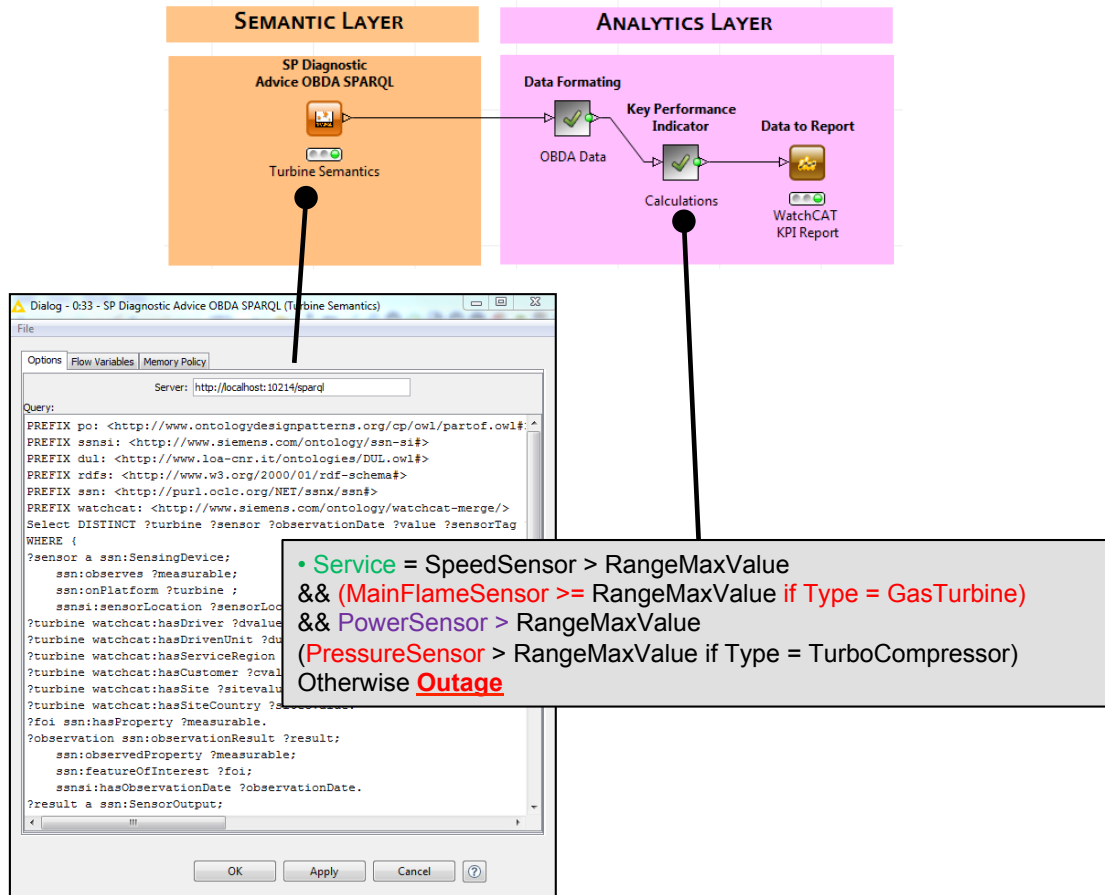 SEMANTIC LAYER
ANALYTICS LAYER
SP Diagnostic
Advice OBDA SPARQL
Turbine Semantics
Data Formating
OBDA Data
Key Performance
Indicator
Calculations
Data to Report
WatchCAT
KPI Report
Dialog - 0:33 - SP Diagnostic Advice OBDA SPARQL (Turbine Semantics)
File
Options Flow Variables Memory Policy
Server: http://localhost:10214/sparql
Query:
PREFIX po: <http://www.ontologydesignpatterns.org/cp/owl/partof.owl#
PREFIX ssnsi: <http://www.siemens.com/ontology/ssn-si#>
PREFIX dul: <http://www.loa-cnr.it/ontologies/DUL.owl#>
PREFIX rdfs: <http://www.w3.org/2000/01/rdf-schema#>
PREFIX ssn: <http://purl.oclc.org/NET/ssnx/ssn#>
PREFIX watchcat: <http://www.siemens.com/ontology/watchcat-merge/>
Select DISTINCT ?turbine ?sensor ?observationDate ?value ?sensorTag
WHERE {
?sensor a ssn:SensingDevice;
ssn:observes ?measurable;
ssn:onPlatform ?turbine ;
ssnsi:sensorLocation ?sensorLoc
?turbine watchcat:hasDriver ?dvalue
?turbine watchcat:hasDrivenUnit ?du
?turbine watchcat:hasServiceRegion
?turbine watchcat:hasCustomer ?cval
?turbine watchcat:hasSite ?sitevalu
?turbine watchcat:hasSiteCountry
?foi ssn:hasProperty ?measurable.
?observation ssn:observationResult ?result;
ssn:observedProperty ?measurable;
ssn:featureOfInterest ?foi;
ssnsi:hasObservationDate ?observationDate.
?result a ssn:SensorOutput;
OK Apply Cancel ?
• Service = SpeedSensor > RangeMaxValue
&& (MainFlameSensor >= RangeMaxValue if Type = GasTurbine)
&& PowerSensor > RangeMaxValue
(PressureSensor > RangeMaxValue if Type = TurboCompressor)
Otherwise Outage